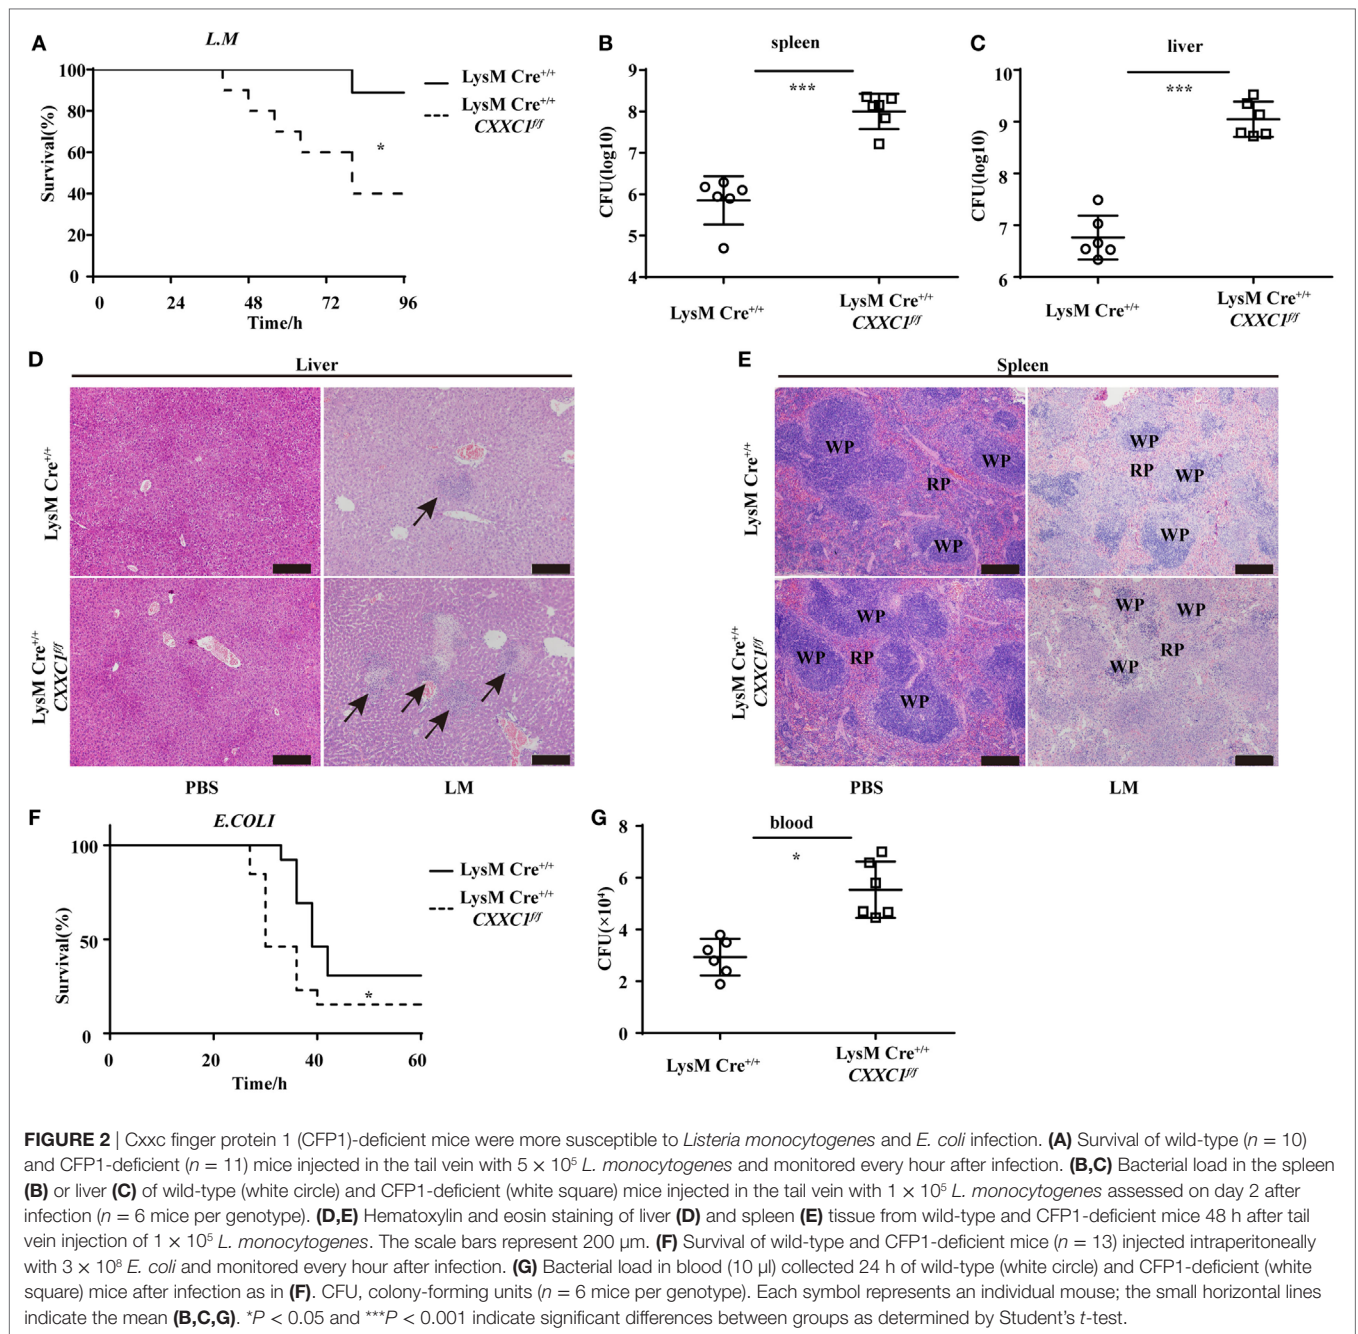 A
L.M
100
80
60
40
20
0
Survival(%)
0 24 48 72 96
Time/h
LysM Cre+/+
LysM Cre+/+
CXXC1f/f
*
B
spleen
***
9
8
7
6
5
4
CFU(log10)
LysM Cre+/+
LysM Cre+/+
CXXC1f/f
C
liver
***
10
9
8
7
6
CFU(log10)
LysM Cre+/+
LysM Cre+/+
CXXC1f/f
D
Liver
LysM Cre+/+
LysM Cre+/+
CXXC1f/f
PBS
LM
E
Spleen
LysM Cre+/+
LysM Cre+/+
CXXC1f/f
WP
WP
RP
WP
WP
RP
WP
WP
WP
WP
RP
WP
WP
WP
RP
WP
PBS
LM
F
E.COLI
100
50
0
Survival(%)
0 20 40 60
Time/h
LysM Cre+/+
LysM Cre+/+
CXXC1f/f
*
G
blood
*
8
6
4
2
0
CFU(×10⁴)
LysM Cre+/+
LysM Cre+/+
CXXC1f/f
FIGURE 2 | Cxxc finger protein 1 (CFP1)-deficient mice were more susceptible to Listeria monocytogenes and E. coli infection. (A) Survival of wild-type (n = 10)
and CFP1-deficient (n = 11) mice injected in the tail vein with 5 × 10⁵ L. monocytogenes and monitored every hour after infection. (B,C) Bacterial load in the spleen
(B) or liver (C) of wild-type (white circle) and CFP1-deficient (white square) mice injected in the tail vein with 1 × 10⁵ L. monocytogenes assessed on day 2 after
infection (n = 6 mice per genotype). (D,E) Hematoxylin and eosin staining of liver (D) and spleen (E) tissue from wild-type and CFP1-deficient mice 48 h after tail
vein injection of 1 × 10⁵ L. monocytogenes. The scale bars represent 200 µm. (F) Survival of wild-type and CFP1-deficient mice (n = 13) injected intraperitoneally
with 3 × 10⁸ E. coli and monitored every hour after infection. (G) Bacterial load in blood (10 µl) collected 24 h of wild-type (white circle) and CFP1-deficient (white
square) mice after infection as in (F). CFU, colony-forming units (n = 6 mice per genotype). Each symbol represents an individual mouse; the small horizontal lines
indicate the mean (B,C,G). *P < 0.05 and ***P < 0.001 indicate significant differences between groups as determined by Student's t-test.